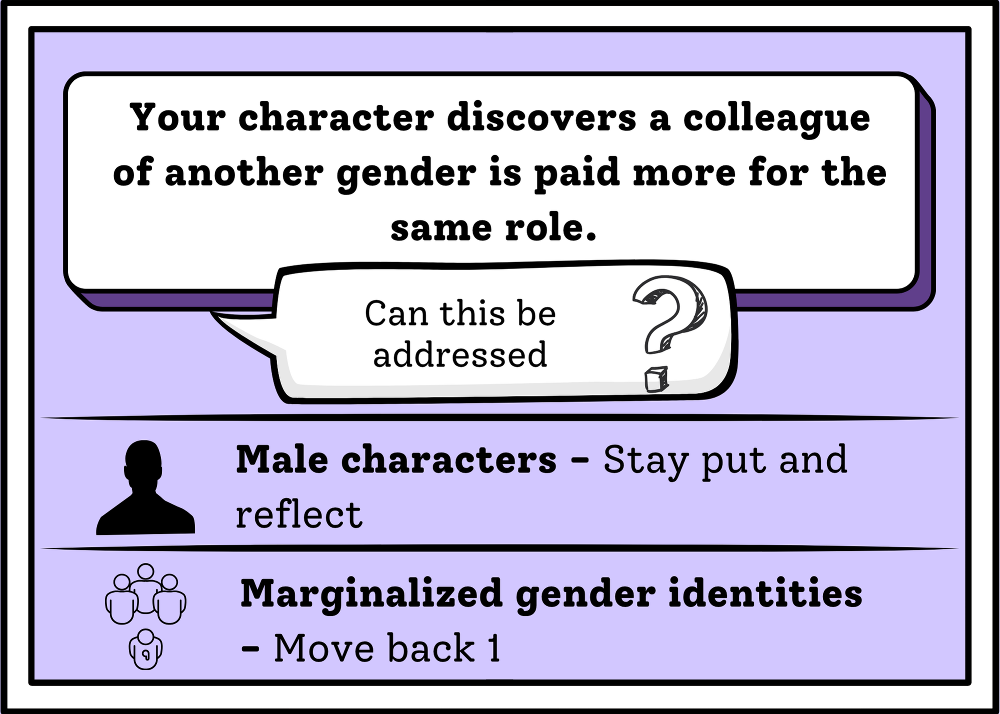 Your character discovers a colleague
of another gender is paid more for the
same role.
Can this be
addressed
?
Male characters - Stay put and
reflect
Marginalized gender identities
- Move back 1